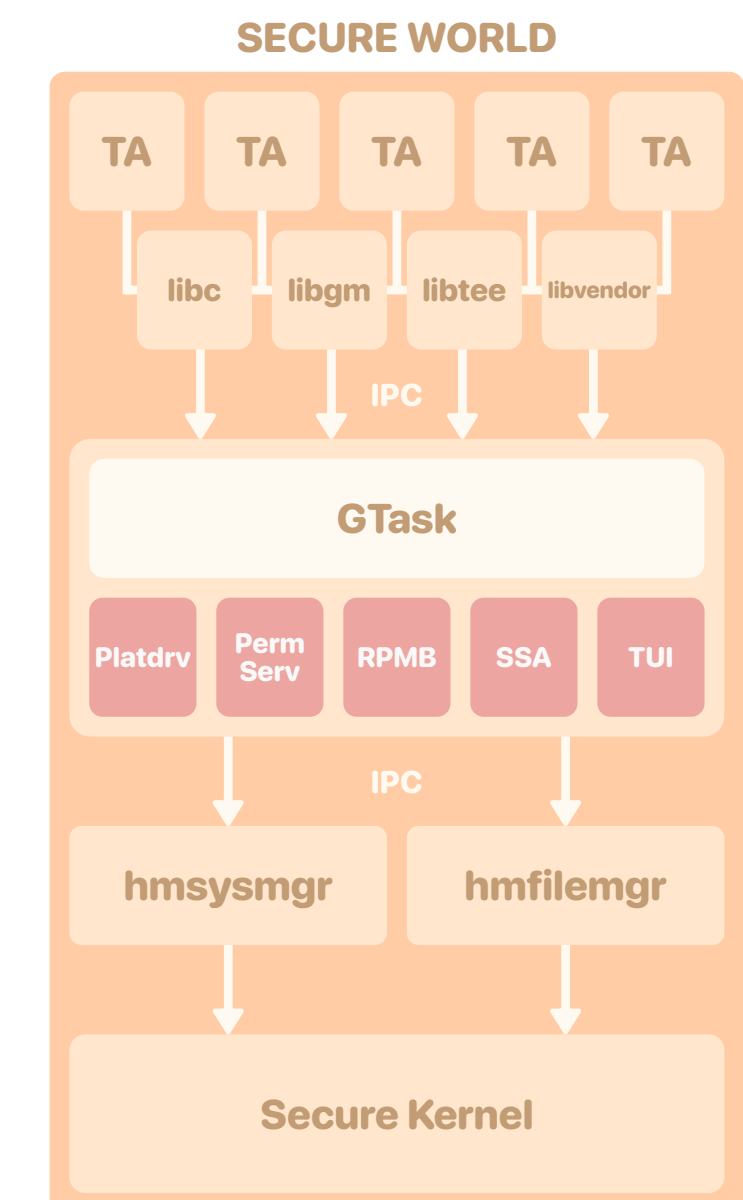 SECURE WORLD
TA
TA
TA
TA
TA
libc
libgm
libtee
libvendor
IPC
GTask
Platdrv
Perm
Serv
RPMB
SSA
TUI
IPC
hmsysmgr
hmfilemgr
Secure Kernel